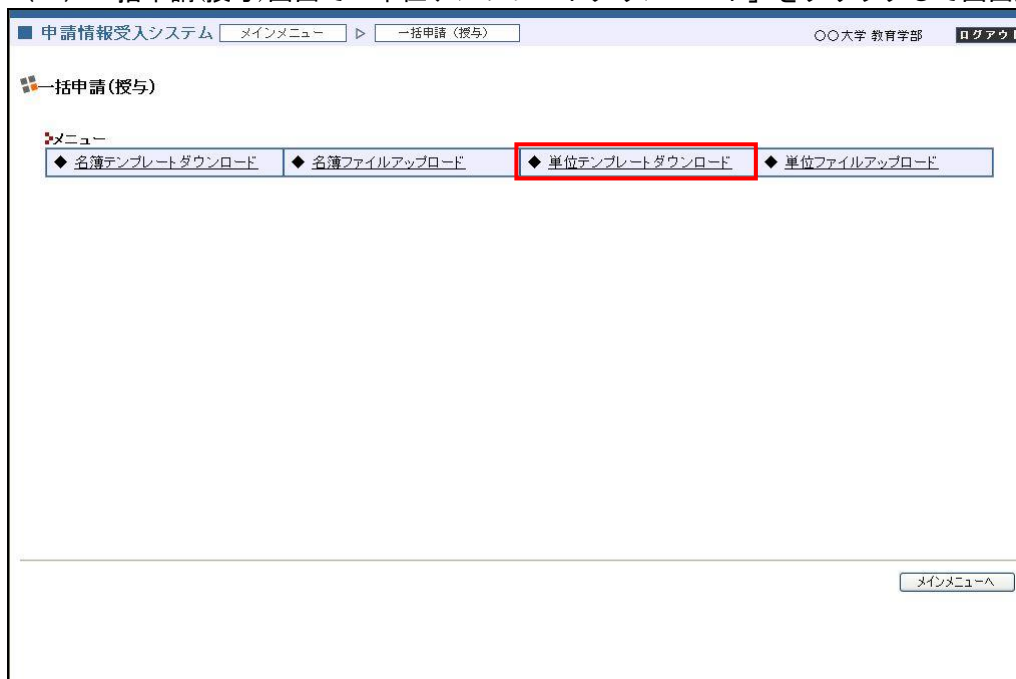 ■ 申請情報受入システム メインメニュー ▷ 一括申請（授与） 〇〇大学 教育学部 ログアウ
一括申請(授与)
メニュー
◆ 名簿テンプレートダウンロード ◆ 名簿ファイルアップロード ◆ 単位テンプレートダウンロード ◆ 単位ファイルアップロード
メインメニューへ